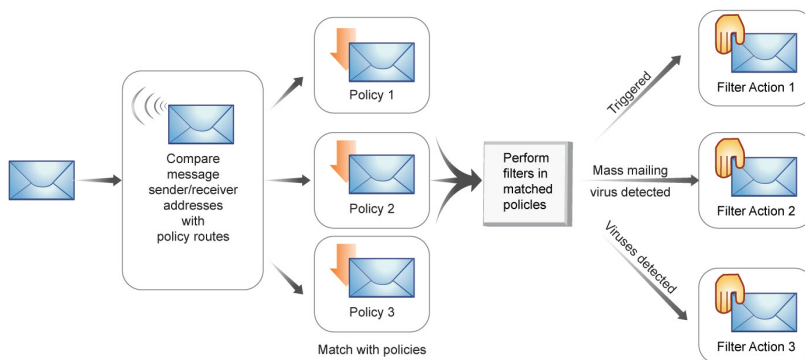 Compare
message
sender/receiver
addresses
with
policy routes
Policy 1
Policy 2
Policy 3
Match with policies
Perform
filters in
matched
policies
Triggered
Mass mailing
virus detected
Viruses detected
Filter Action 1
Filter Action 2
Filter Action 3